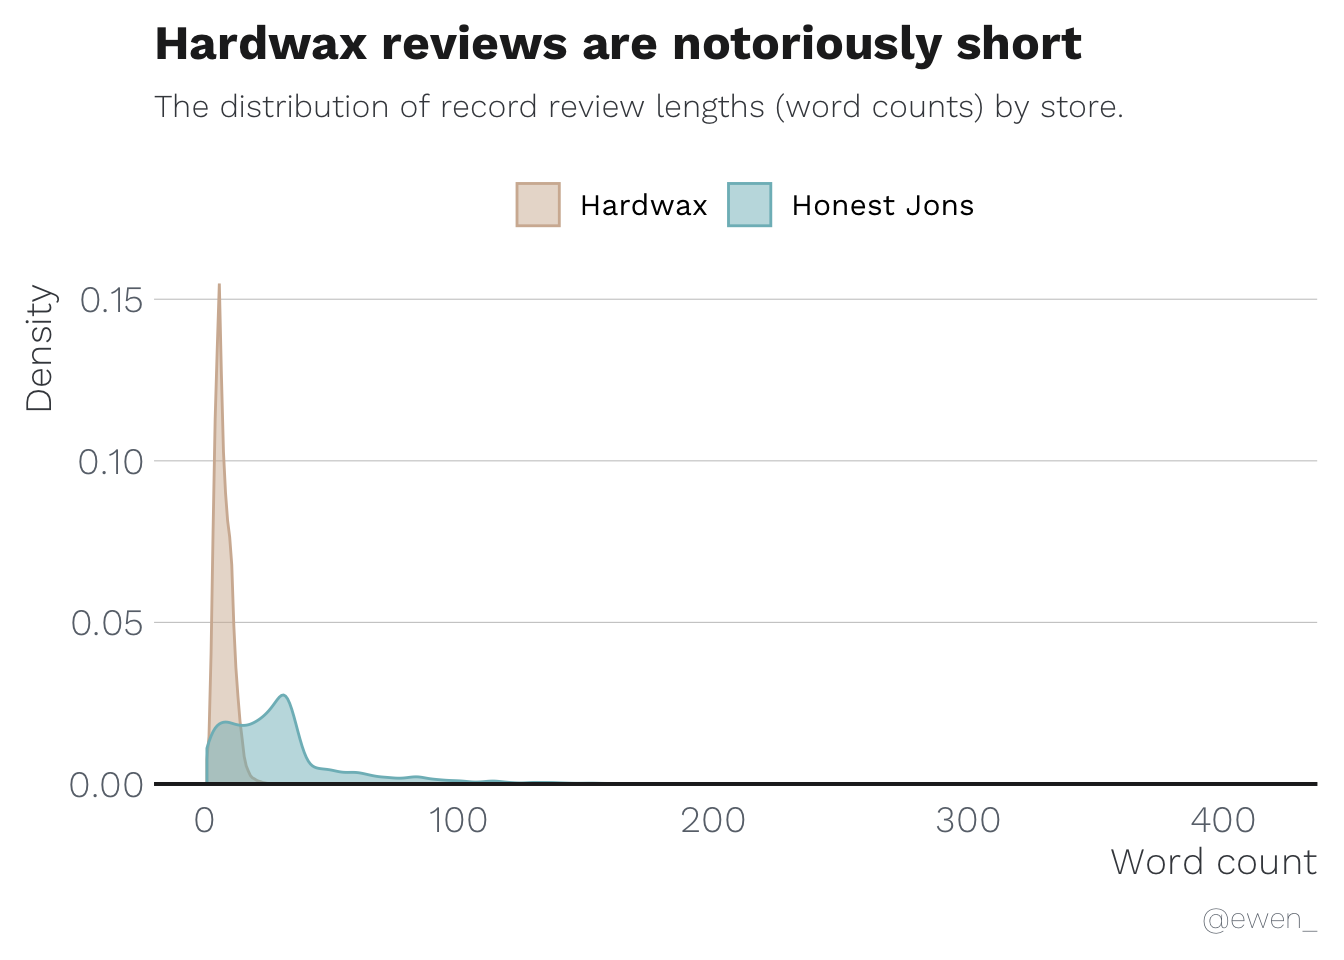 Hardwax reviews are notoriously short
The distribution of record review lengths (word counts) by store.
Hardwax Honest Jons
Density
0.15
0.10
0.05
0.00
0 100 200 300 400
Word count
@ewen_